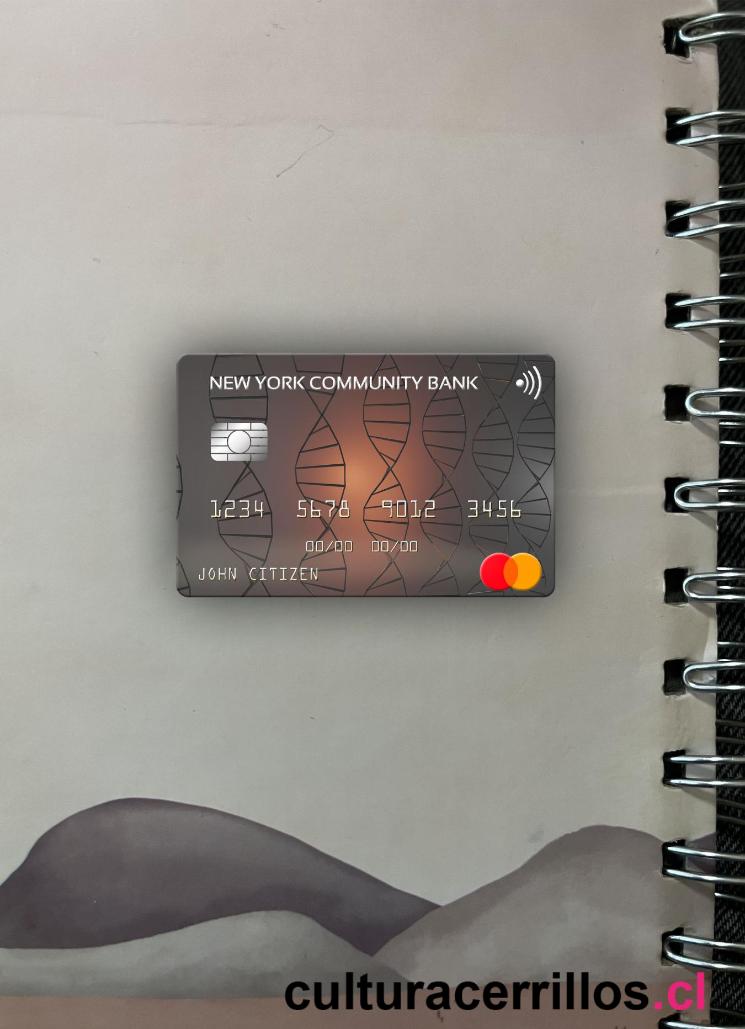 NEW YORK COMMUNITY BANK
1234 5678 9012 3456
00/00 00/00
JOHN CITIZEN
culturacerrillos.cl